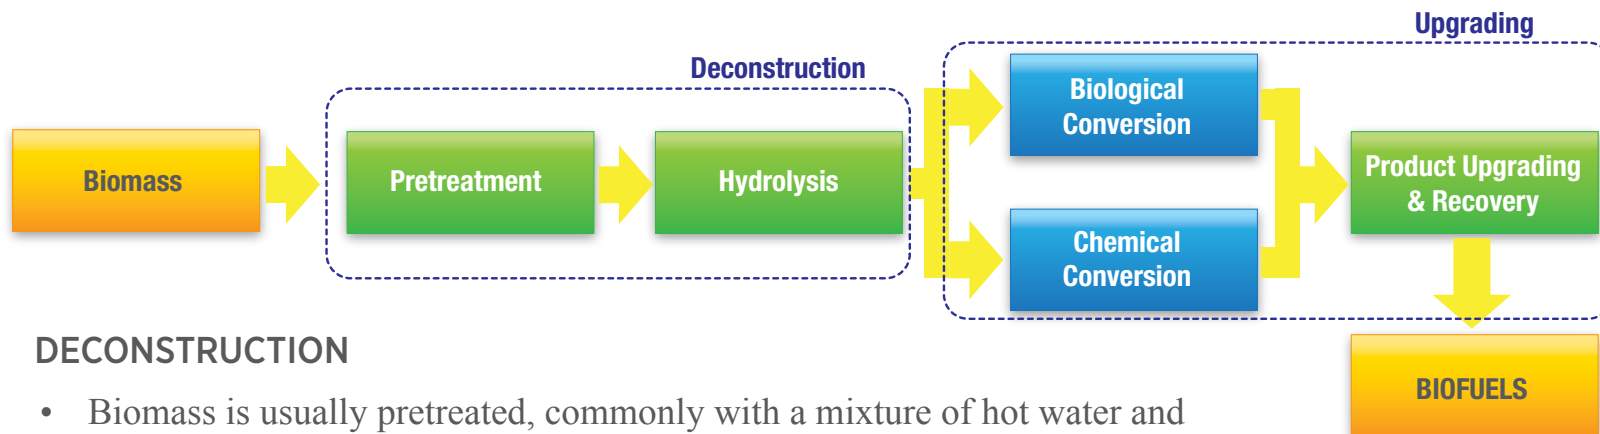 Upgrading
Deconstruction
Biological
Conversion
Biomass
Pretreatment
Hydrolysis
Product Upgrading
& Recovery
Chemical
Conversion
DECONSTRUCTION
BIOFUELS
• Biomass is usually pretreated, commonly with a mixture of hot water and